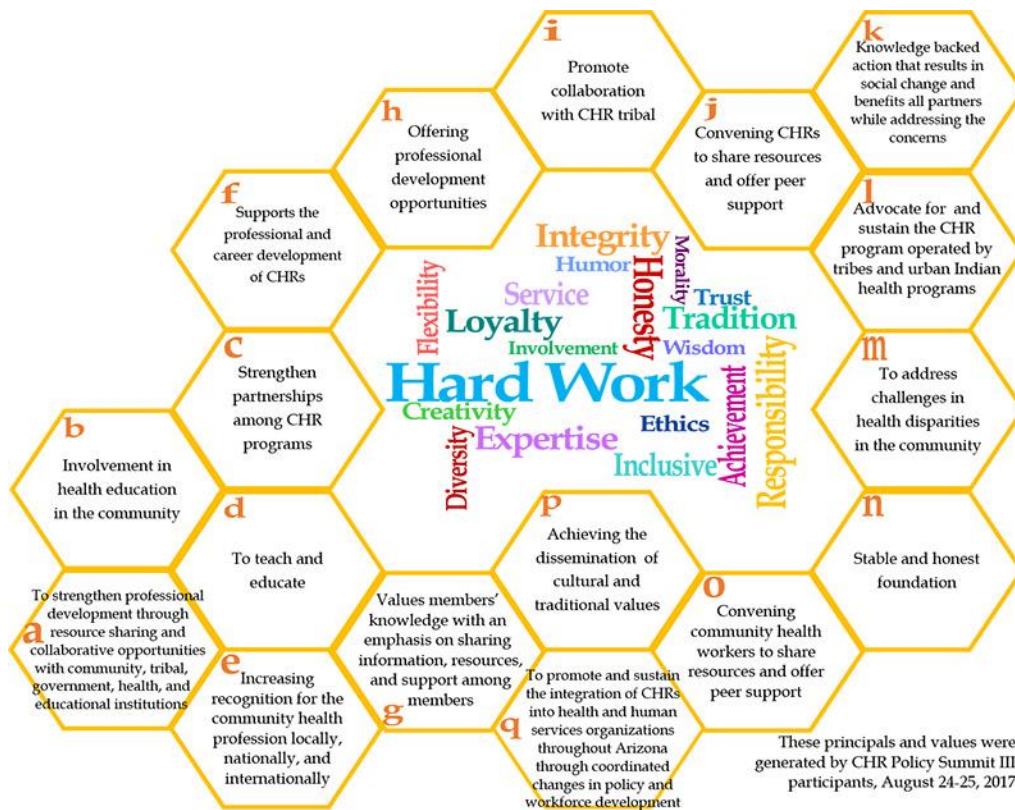 i
Promote
collaboration
with CHR tribal
k
Knowledge backed
action that results in
social change and
benefits all partners
while addressing the
concerns
h
Offering
professional
development
opportunities
j
Convening CHRs
to share resources
and offer peer
support
f
Supports the
professional and
career development
of CHRs
l
Advocate for and
sustain the CHR
program operated by
tribes and urban Indian
health programs
Integrity
Humor
Honesty
Morality
Flexibility
Service
Trust
Loyalty
Tradition
Involvement
Wisdom
Hard Work
Creativity
Ethics
Achievement
Responsibility
Diversity
Expertise
Inclusive
c
Strengthen
partnerships
among CHR
programs
m
To address
challenges in
health disparities
in the community
b
Involvement in
health education
in the community
d
To teach and
educate
p
Achieving the
dissemination of
cultural and
traditional values
n
Stable and honest
foundation
a
To strengthen professional
development through
resource sharing and
collaborative opportunities
with community, tribal,
government, health, and
educational institutions
e
Increasing
recognition for the
community health
profession locally,
nationally, and
internationally
g
Values members'
knowledge with an
emphasis on sharing
information, resources,
and support among
members
o
Convening
community health
workers to share
resources and offer
peer support
q
To promote and sustain
the integration of CHRs
into health and human
services organizations
throughout Arizona
through coordinated
changes in policy and
workforce development
These principals and values were
generated by CHR Policy Summit III
participants, August 24-25, 2017